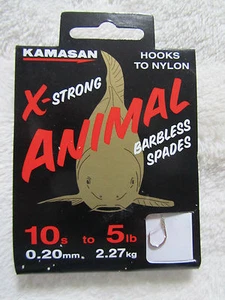 KAMASAN
HOOKS
TO NYLON
X-STRONG
ANIMAL
BARBLESS
SPADES
10s to 5lb
0.20mm. 2.27kg